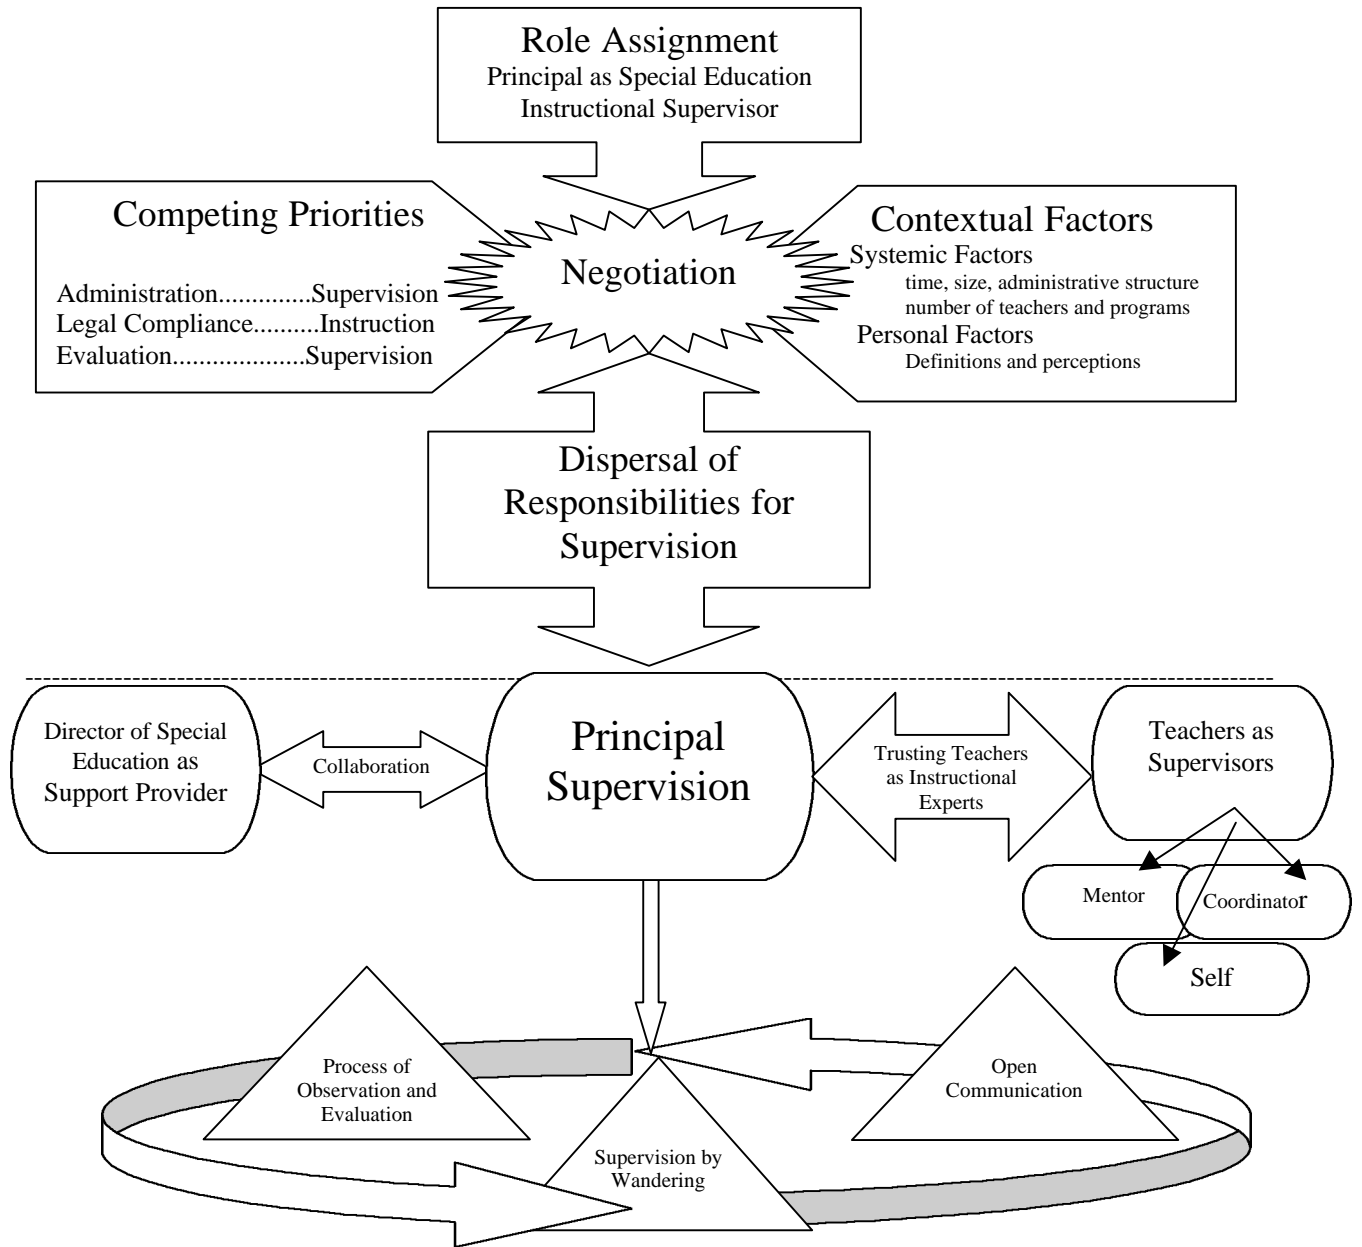 Role Assignment
Principal as Special Education
Instructional Supervisor
Competing Priorities
Administration..............Supervision
Legal Compliance..........Instruction
Evaluation.....................Supervision
Negotiation
Contextual Factors
Systemic Factors
time, size, administrative structure
number of teachers and programs
Personal Factors
Definitions and perceptions
Dispersal of
Responsibilities for
Supervision
Director of Special
Education as
Support Provider
Collaboration
Principal
Supervision
Trusting Teachers
as Instructional
Experts
Teachers as
Supervisors
Mentor
Coordinator
Self
Process of
Observation and
Evaluation
Supervision by
Wandering
Open
Communication